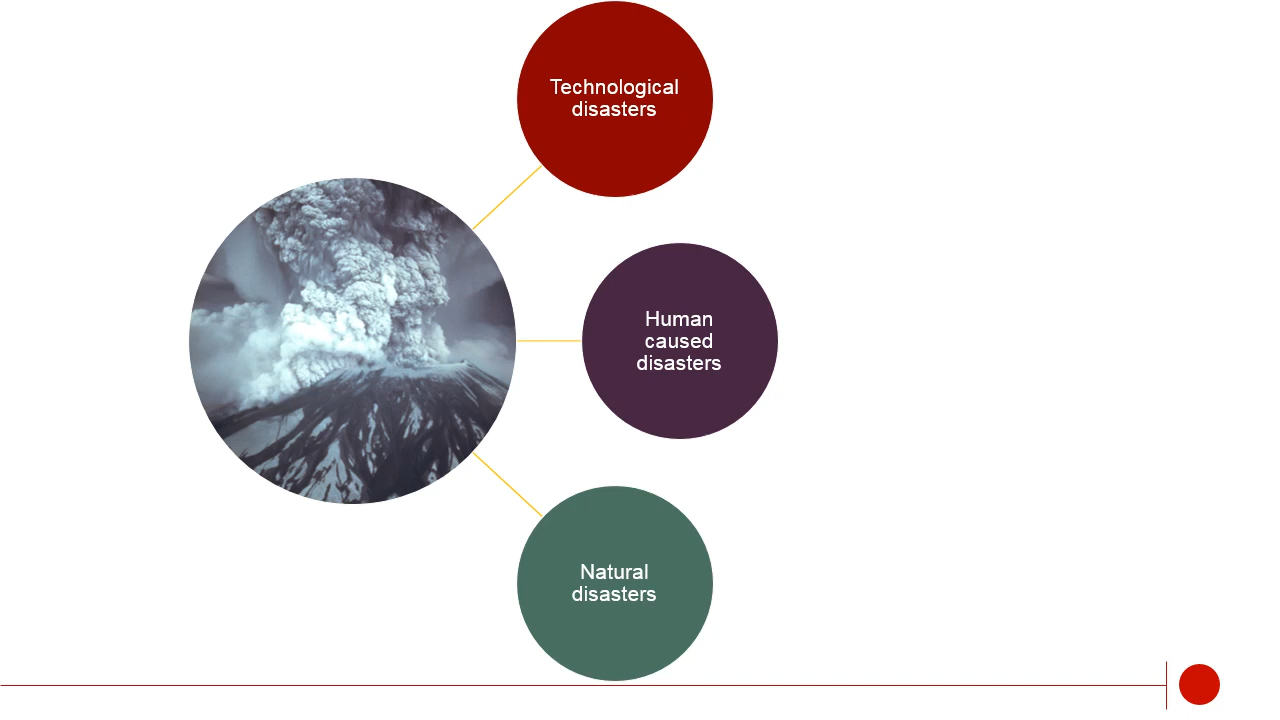 Technological
disasters
Human
caused
disasters
Natural
disasters